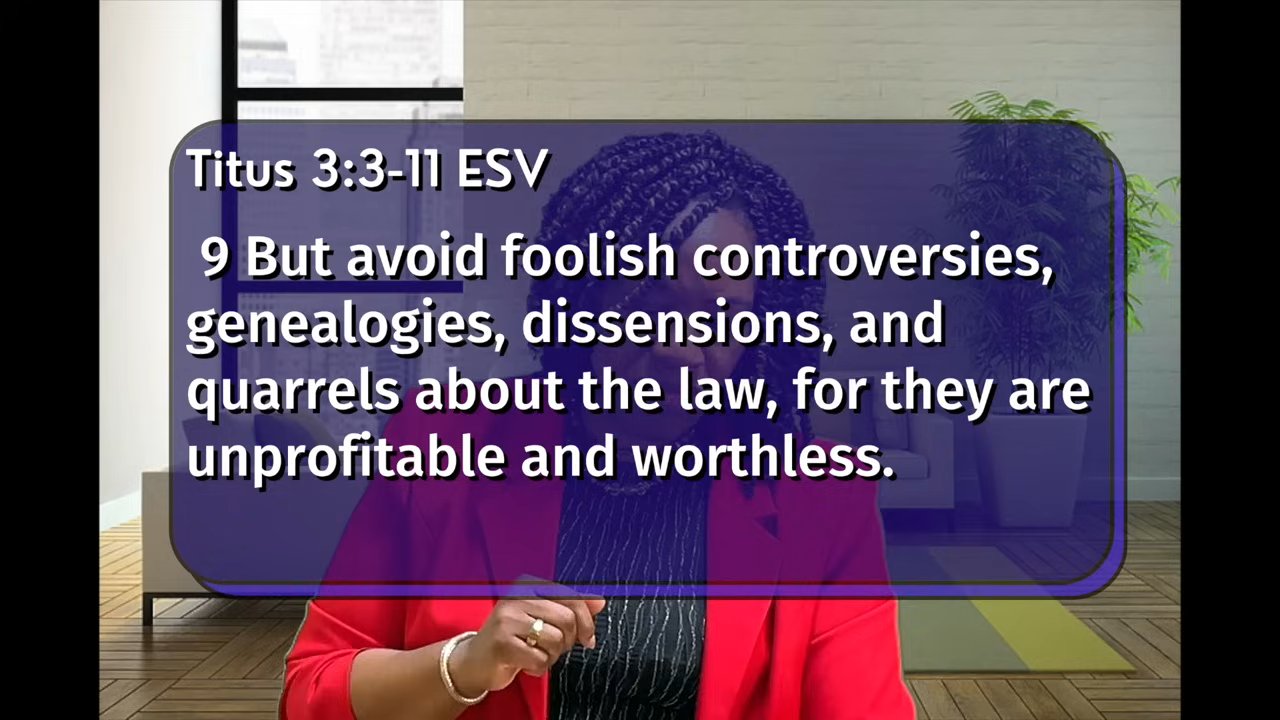 Titus 3:3-11 ESV
9 But avoid foolish controversies,
genealogies, dissensions, and
quarrels about the law, for they are
unprofitable and worthless.